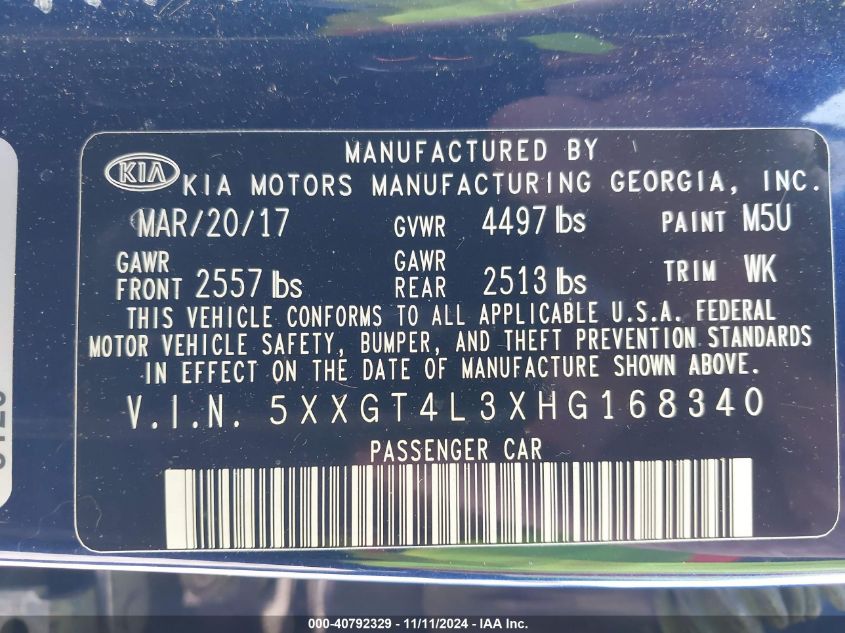 MANUFACTURED BY
KIA KIA MOTORS MANUFACTURING GEORGIA, INC.
MAR/20/17 GVWR 4497 lbs PAINT M5U
GAWR FRONT 2557 lbs GAWR REAR 2513 lbs TRIM WK
THIS VEHICLE CONFORMS TO ALL APPLICABLE U.S.A. FEDERAL
MOTOR VEHICLE SAFETY, BUMPER, AND THEFT PREVENTION STANDARDS
IN EFFECT ON THE DATE OF MANUFACTURE SHOWN ABOVE.
V.I.N. 5XXGT4L3XHG168340
PASSENGER CAR
000-40792329 - 11/11/2024 - IAA Inc.